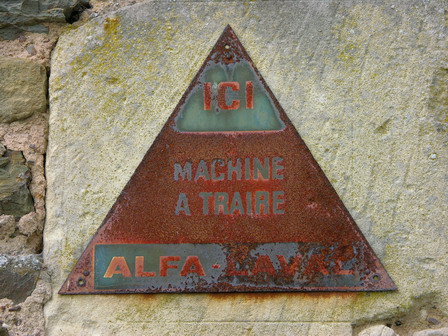 ICI
MACHINE
A TRAIRE
ALFA-LAVAL